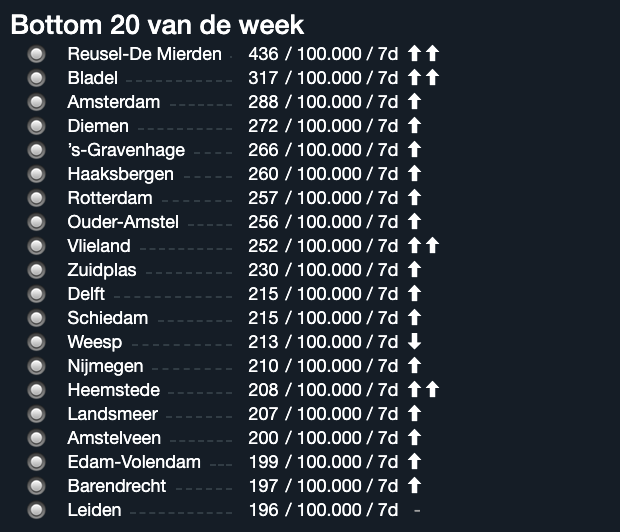 Bottom 20 van de week
Reusel-De Mierden 436 / 100.000 / 7d ⬆⬆
Bladel 317 / 100.000 / 7d ⬆⬆
Amsterdam 288 / 100.000 / 7d ⬆
Diemen 272 / 100.000 / 7d ⬆
’s-Gravenhage 266 / 100.000 / 7d ⬆
Haaksbergen 260 / 100.000 / 7d ⬆
Rotterdam 257 / 100.000 / 7d ⬆
Ouder-Amstel 256 / 100.000 / 7d ⬆
Vlieland 252 / 100.000 / 7d ⬆⬆
Zuidplas 230 / 100.000 / 7d ⬆
Delft 215 / 100.000 / 7d ⬆
Schiedam 215 / 100.000 / 7d ⬆
Weesp 213 / 100.000 / 7d ⬇
Nijmegen 210 / 100.000 / 7d ⬆
Heemstede 208 / 100.000 / 7d ⬆⬆
Landsmeer 207 / 100.000 / 7d ⬆
Amstelveen 200 / 100.000 / 7d ⬆
Edam-Volendam 199 / 100.000 / 7d ⬆
Barendrecht 197 / 100.000 / 7d ⬆
Leiden 196 / 100.000 / 7d -